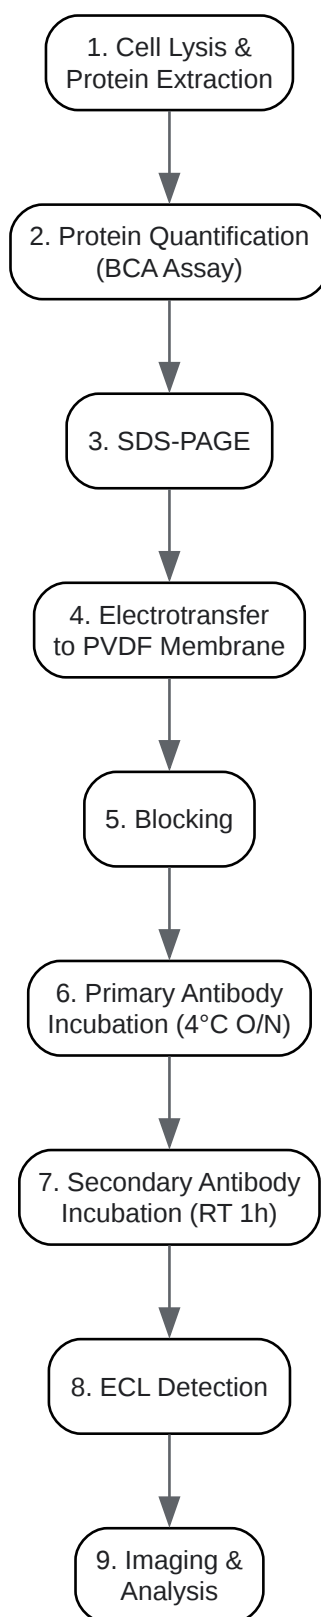 1. Cell Lysis &
Protein Extraction
2. Protein Quantification
(BCA Assay)
3. SDS-PAGE
4. Electrotransfer
to PVDF Membrane
5. Blocking
6. Primary Antibody
Incubation (4°C O/N)
7. Secondary Antibody
Incubation (RT 1h)
8. ECL Detection
9. Imaging &
Analysis